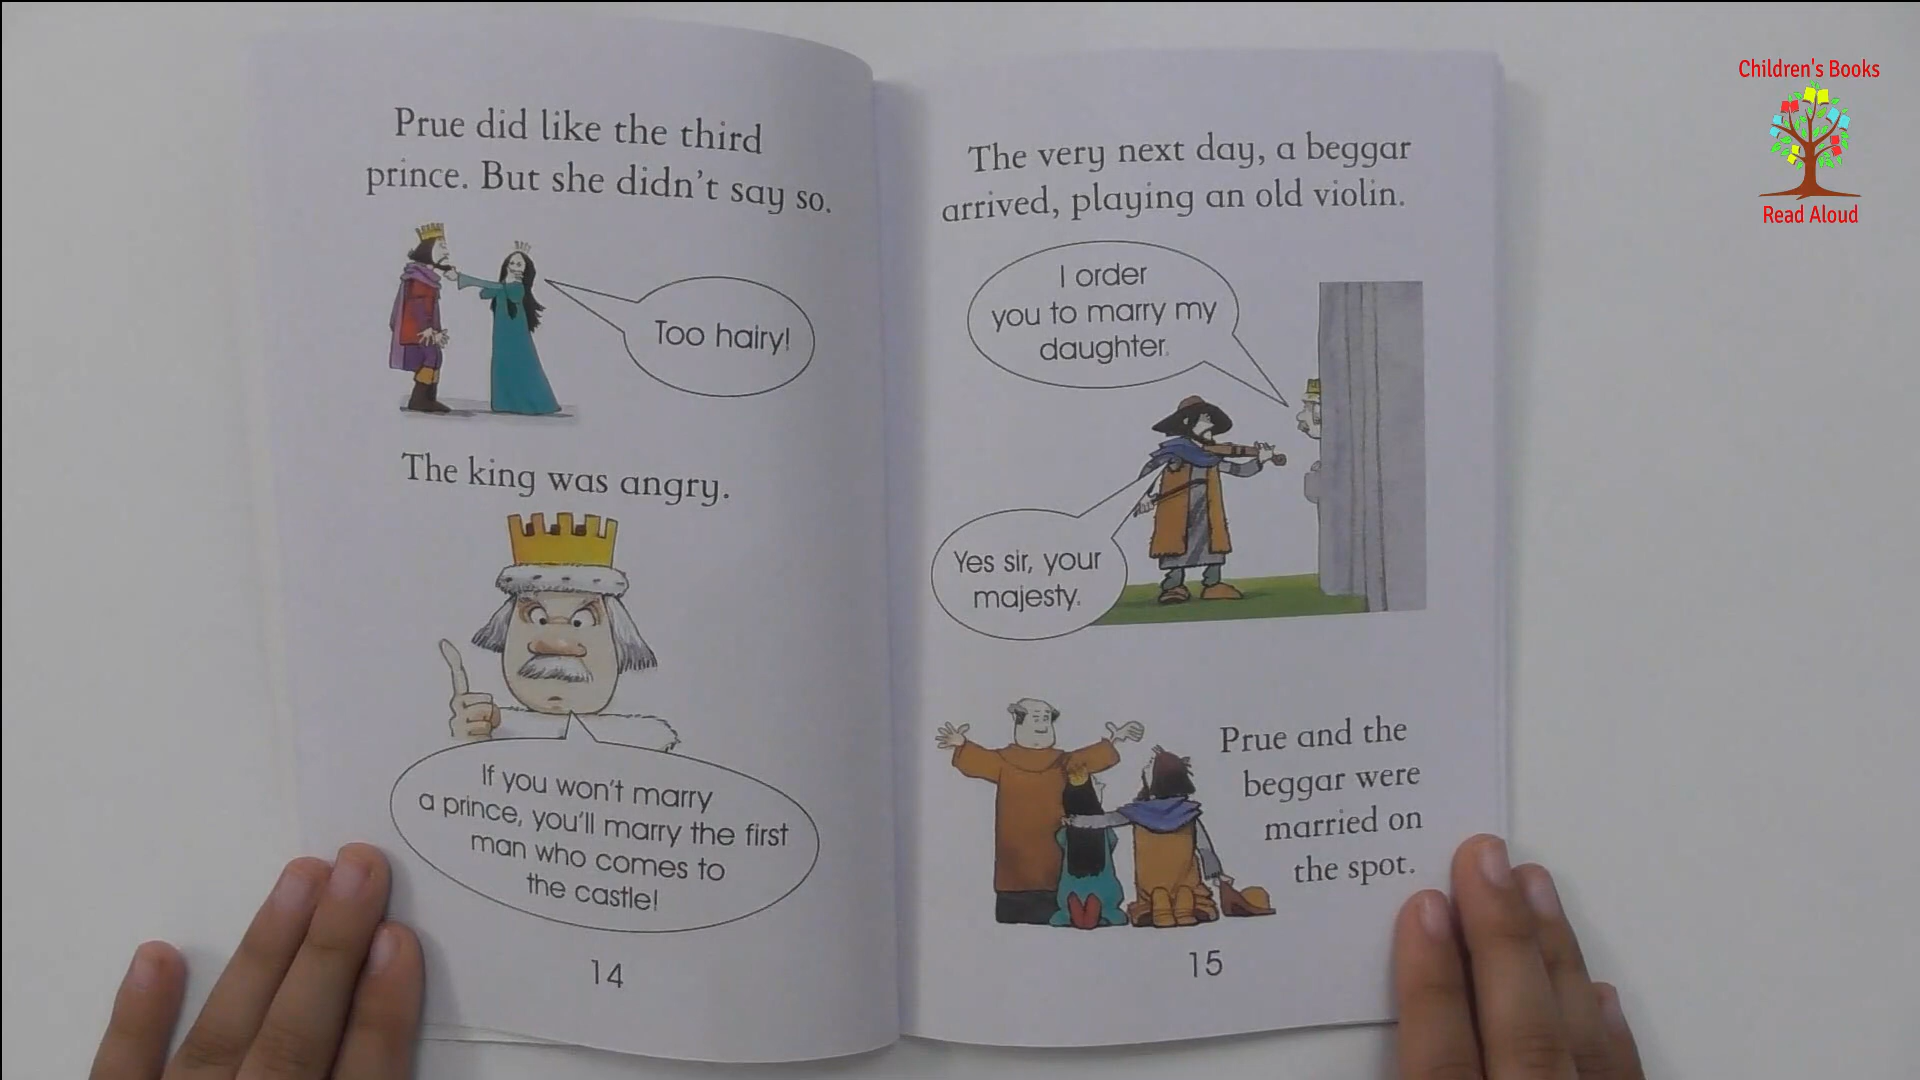 Prue did like the third
prince. But she didn't say so.
Too hairy!
The king was angry.
If you won't marry
a prince, you'll marry the first
man who comes to
the castle!
14
The very next day, a beggar
arrived, playing an old violin.
I order
you to marry my
daughter.
Yes sir, your
majesty.
Prue and the
beggar were
married on
the spot.
15
Children's Books
Read Aloud